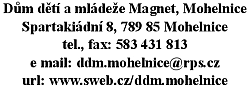 Dům dětí a mládeže Magnet, Mohelnice
Spartakiádní 8, 789 85 Mohelnice
tel., fax: 583 431 813
e mail: ddm.mohelnice@rps.cz
url: www.sweb.cz/ddm.mohelnice